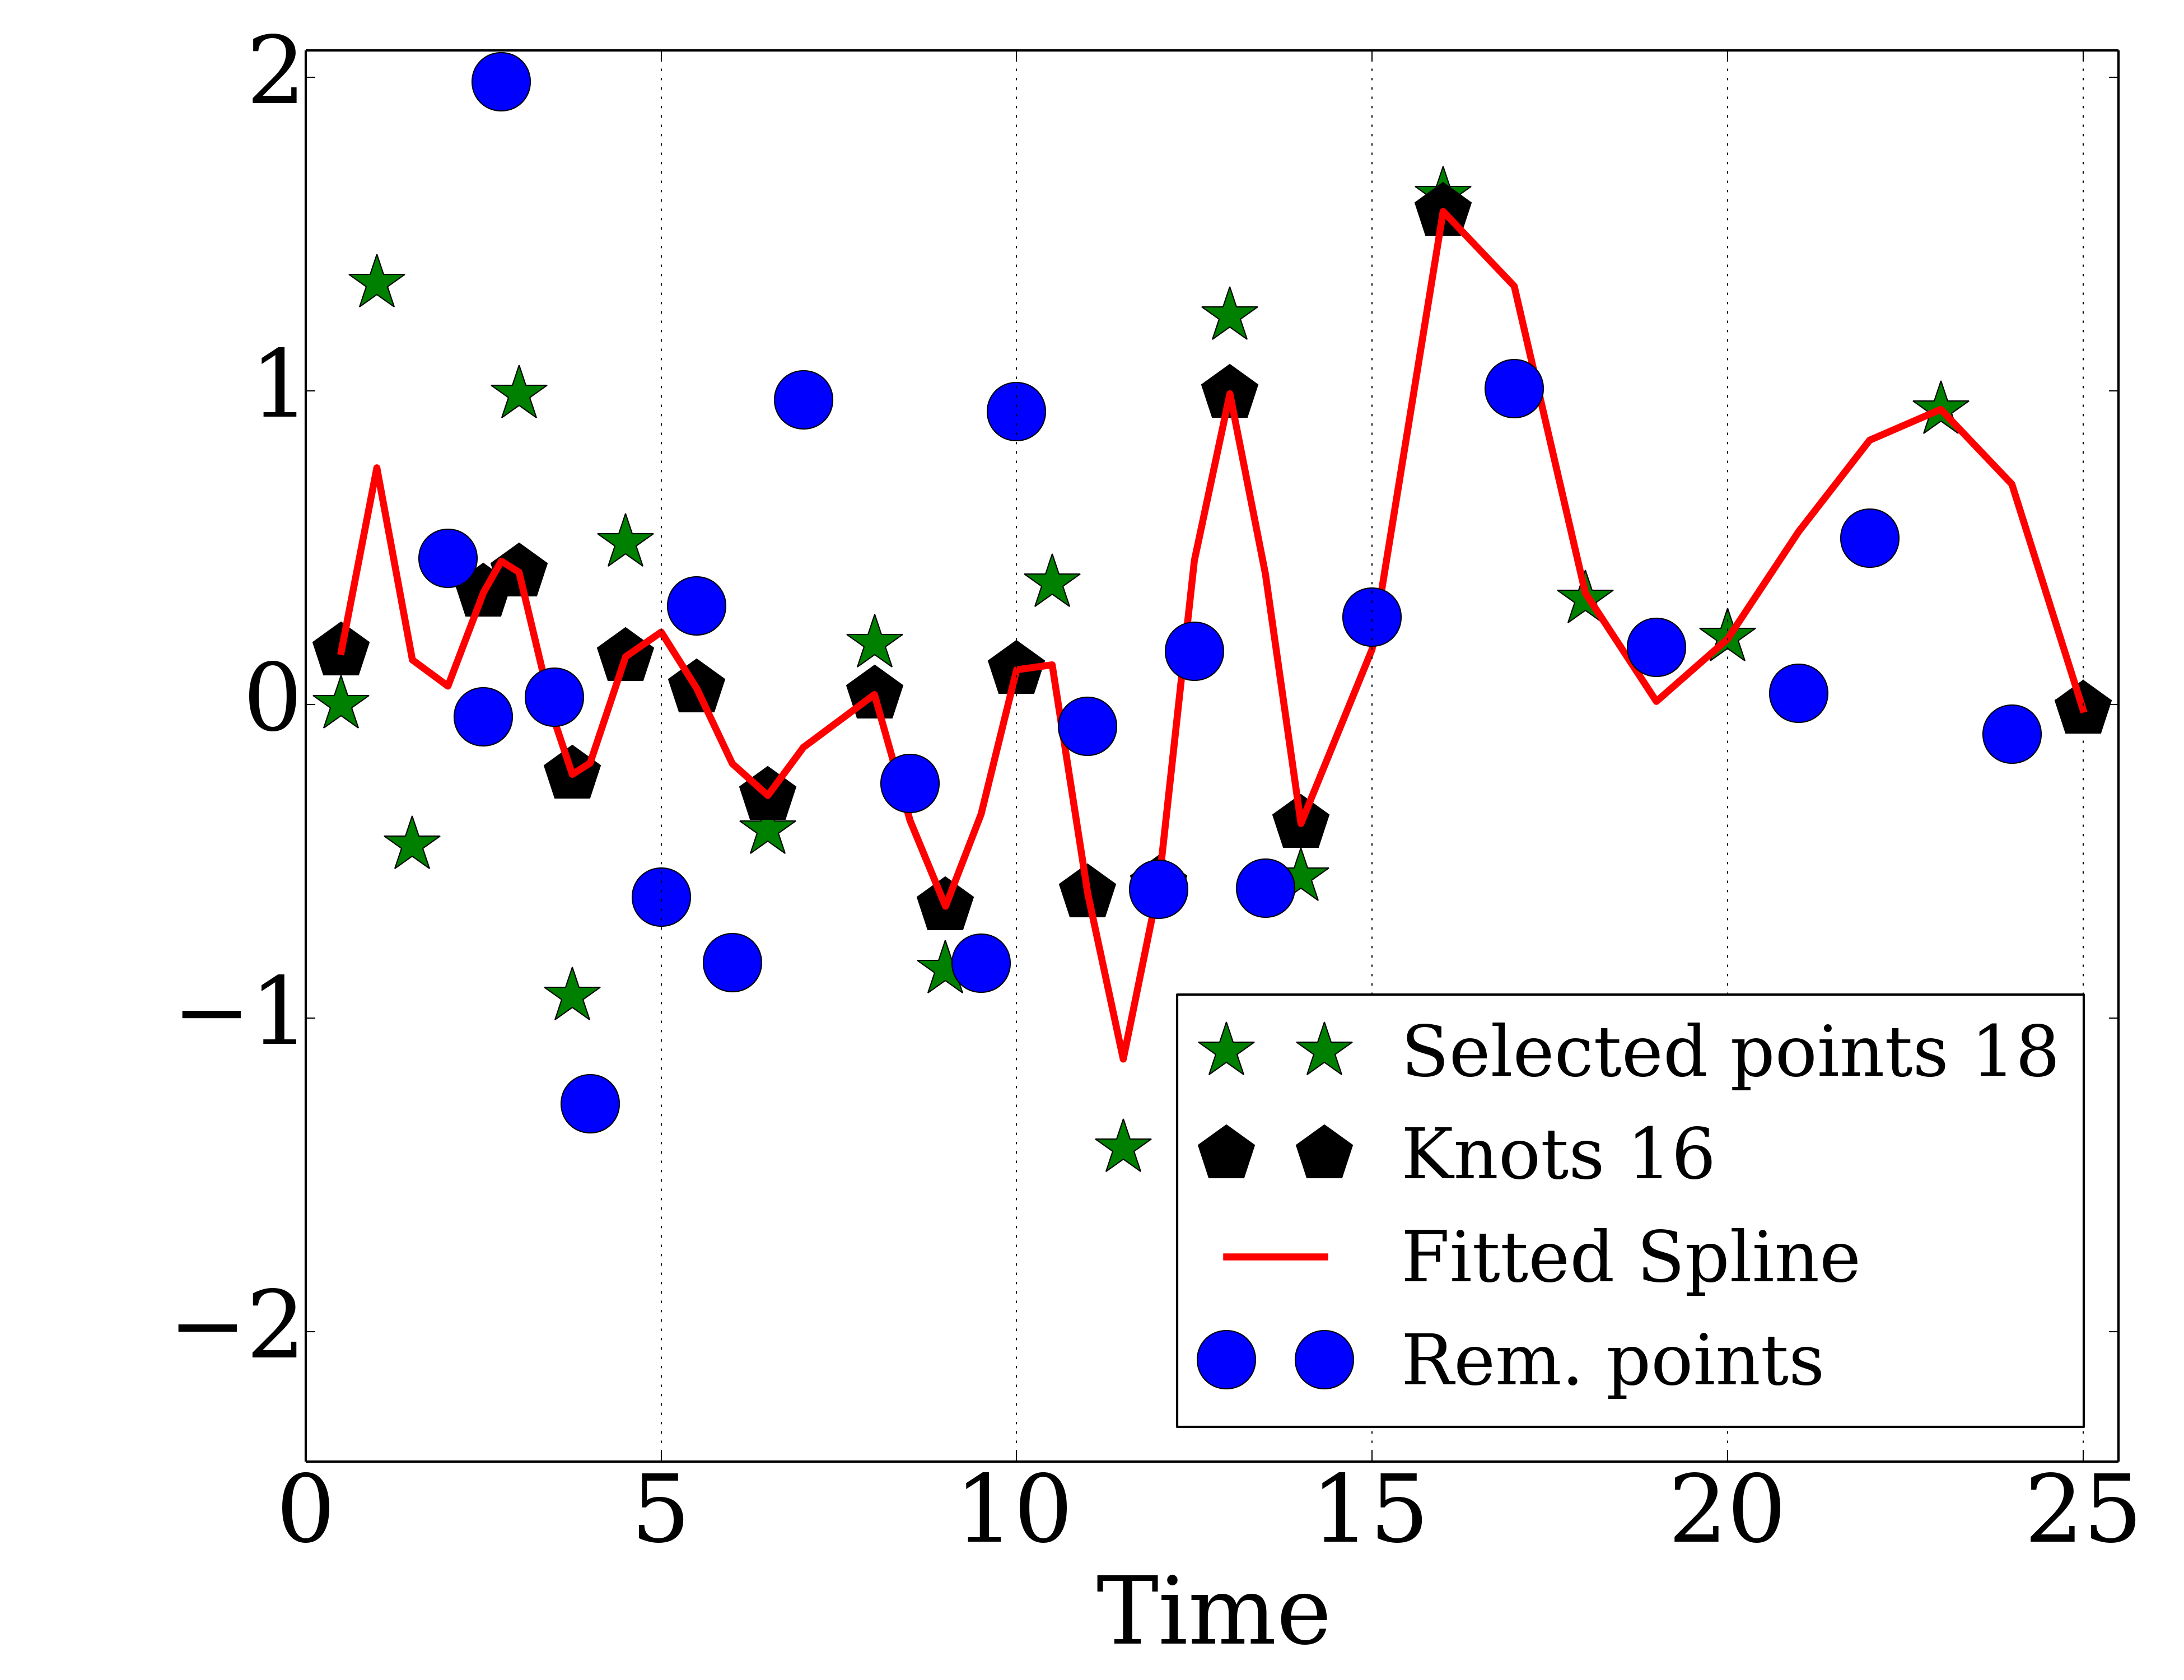 2
1
0
−1
−2
Selected points 18
Knots 16
Fitted Spline
Rem. points
0 5 10 15 20 25
Time